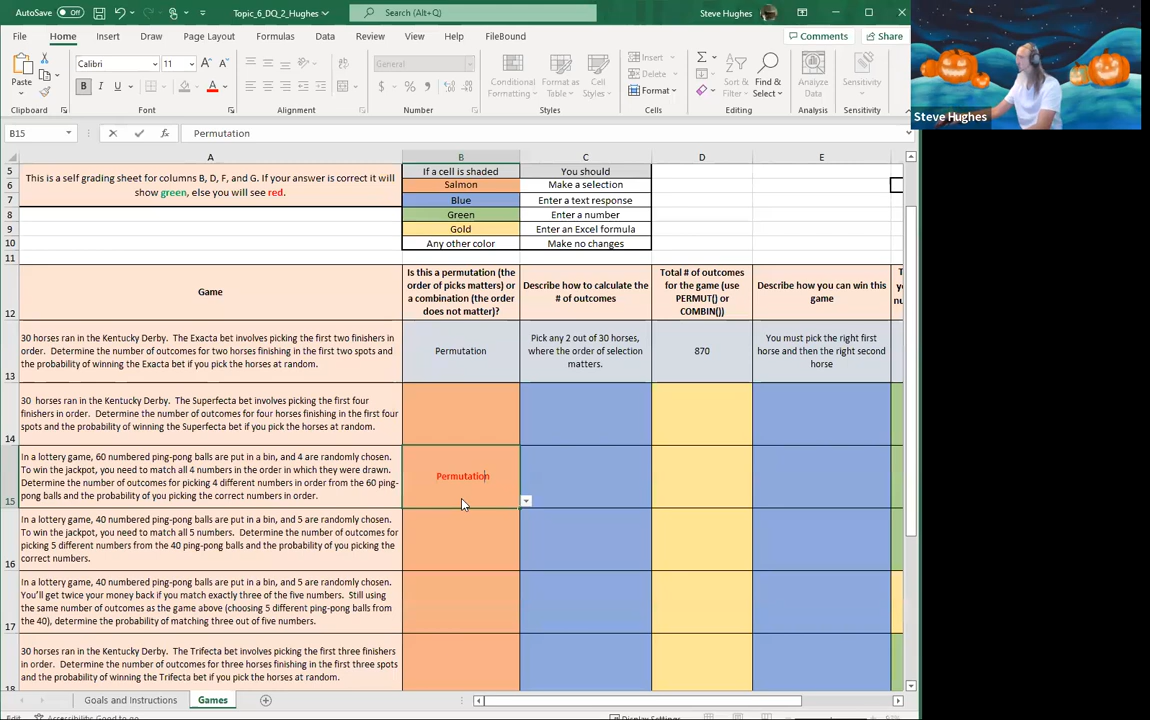 AutoSave Off Topic_6_DQ_2_Hughes Search (Alt+Q) Steve Hughes
File Home Insert Draw Page Layout Formulas Data Review View Help FileBound Comments Share
Paste Calibri 11 General Conditional Formatting Format as Table Cell Styles Insert Delete Format Sort & Filter Find & Select Analyze Data Sensitivity
Clipboard Font Alignment Number Styles Cells Editing Analysis Sensitivity
Steve Hughes
B15 fx Permutation
A B C D E
5 If a cell is shaded You should
This is a self grading sheet for columns B, D, F, and G. If your answer is correct it will
show green, else you will see red.
6 Salmon Make a selection
7 Blue Enter a text response
8 Green Enter a number
9 Gold Enter an Excel formula
10 Any other color Make no changes
11
12 Game
Is this a permutation (the
order of picks matters) or
a combination (the order
does not matter)?
Describe how to calculate the
# of outcomes
Total # of outcomes
for the game (use
PERMUT() or
COMBIN())
Describe how you can win this
game
13
30 horses ran in the Kentucky Derby. The Exacta bet involves picking the first two finishers
in order. Determine the number of outcomes for two horses finishing in the first two spots and
the probability of winning the Exacta bet if you pick the horses at random.
Permutation
Pick any 2 out of 30 horses,
where the order of selection
matters.
870
You must pick the right first
horse and then the right second
horse
14
30 horses ran in the Kentucky Derby. The Superfecta bet involves picking the first four
finishers in order. Determine the number of outcomes for four horses finishing in the first four
spots and the probability of winning the Superfecta bet if you pick the horses at random.
15
In a lottery game, 60 numbered ping-pong balls are put in a bin, and 4 are randomly chosen.
To win the jackpot, you need to match all 4 numbers in the order in which they were drawn.
Determine the number of outcomes for picking 4 different numbers in order from the 60 ping-
pong balls and the probability of you picking the correct numbers in order.
Permutation
16
In a lottery game, 40 numbered ping-pong balls are put in a bin, and 5 are randomly chosen.
To win the jackpot, you need to match all 5 numbers. Determine the number of outcomes for
picking 5 different numbers from the 40 ping-pong balls and the probability of you picking the
correct numbers.
17
In a lottery game, 40 numbered ping-pong balls are put in a bin, and 5 are randomly chosen.
You'll get twice your money back if you match exactly three of the five numbers. Still using
the same number of outcomes as the game above (choosing 5 different ping-pong balls from
the 40), determine the probability of matching three out of five numbers.
18
30 horses ran in the Kentucky Derby. The Trifecta bet involves picking the first three finishers
in order. Determine the number of outcomes for three horses finishing in the first three spots
and the probability of winning the Trifecta bet if you pick the horses at random.
Goals and Instructions Games
Edit Accessibility: Good to go Display Settings